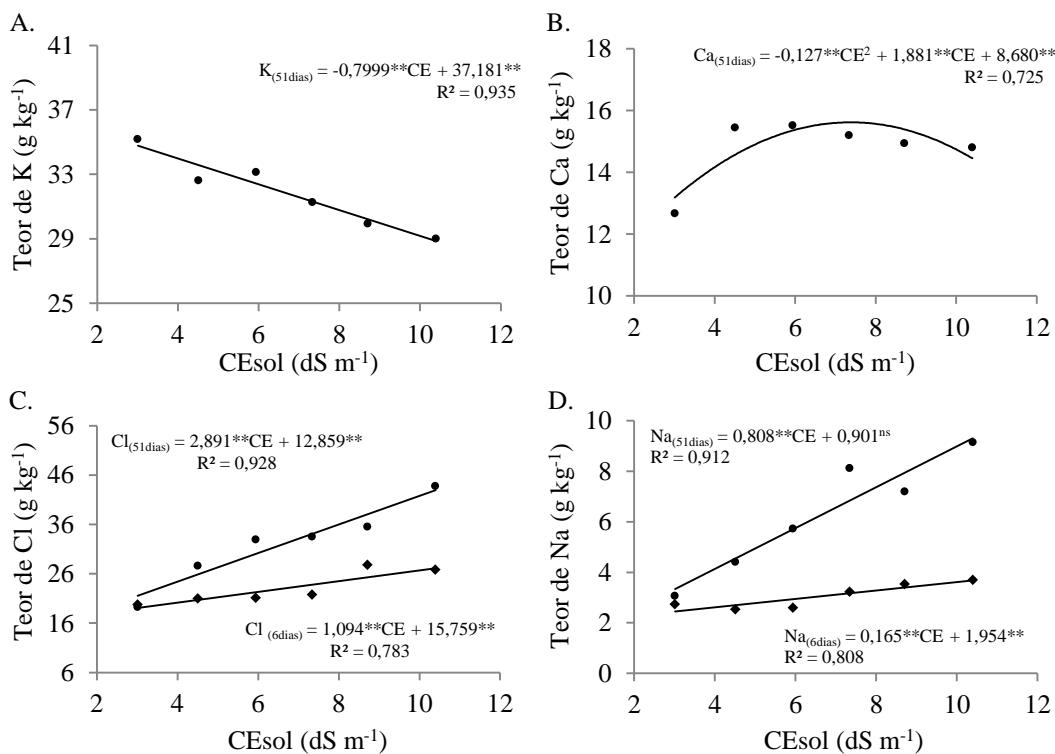 A.
K(51dias) = -0,7999**CE + 37,181**
R² = 0,935
Teor de K (g kg-1)
41
37
33
29
25
2 4 6 8 10 12
CEsol (dS m-1)
B.
Ca(51dias) = -0,127**CE2 + 1,881**CE + 8,680**
R² = 0,725
Teor de Ca (g kg-1)
18
16
14
12
10
2 4 6 8 10 12
CEsol (dS m-1)
C.
Cl(51dias) = 2,891**CE + 12,859**
R² = 0,928
Teor de Cl (g kg-1)
56
46
36
26
16
6
Cl (6dias) = 1,094**CE + 15,759**
R² = 0,783
2 4 6 8 10 12
CEsol (dS m-1)
D.
Na(51dias) = 0,808**CE + 0,901ns
R² = 0,912
Teor de Na (g kg-1)
10
8
6
4
2
0
Na(6dias) = 0,165**CE + 1,954**
R² = 0,808
2 4 6 8 10 12
CEsol (dS m-1)